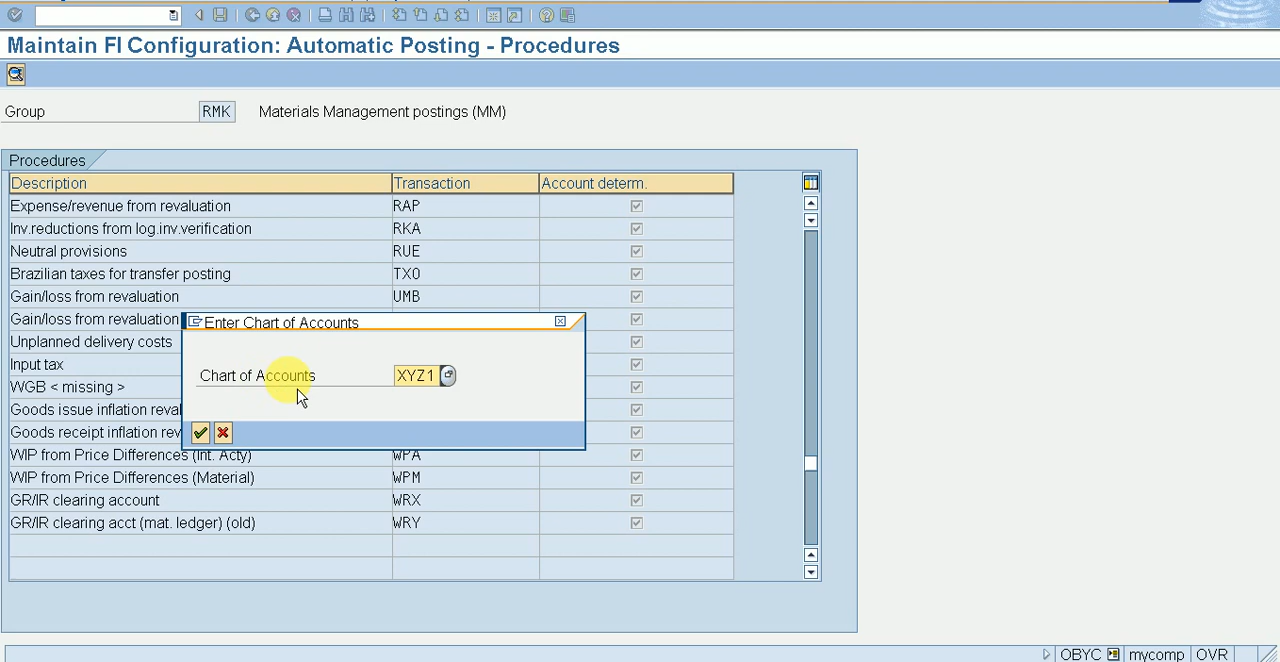 Maintain FI Configuration: Automatic Posting - Procedures
Group RMK Materials Management postings (MM)
Procedures
Description Transaction Account determ.
Expense/revenue from revaluation RAP
Inv.reductions from log.inv.verification RKA
Neutral provisions RUE
Brazilian taxes for transfer posting TXO
Gain/loss from revaluation UMB
Gain/loss from revaluation
Unplanned delivery costs
Input tax
WGB < missing >
Goods issue inflation
Goods receipt inflation
Enter Chart of Accounts
Chart of Accounts XYZ1
WIP from Price Differences (Int. Acty) WPA
WIP from Price Differences (Material) WPM
GR/IR clearing account WRX
GR/IR clearing acct (mat. ledger) (old) WRY
OBYC mycomp OVR